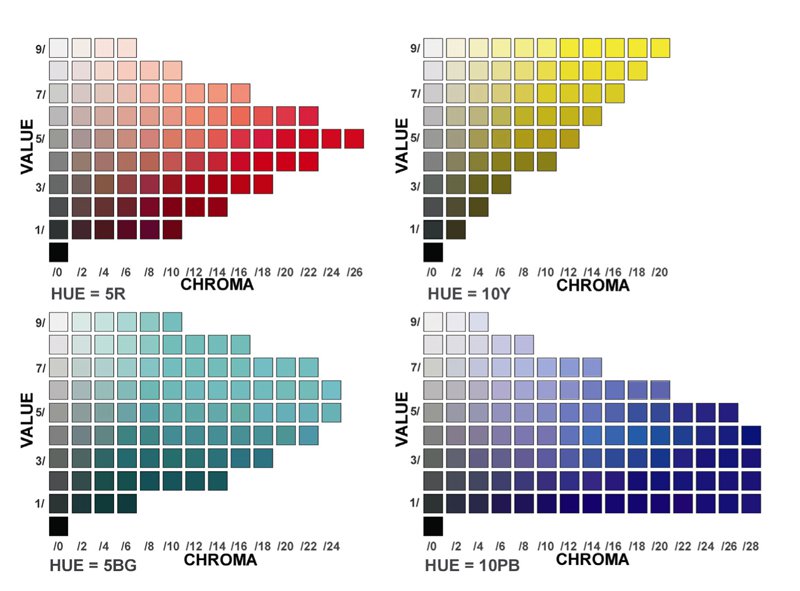 9/
7/
VALUE
5/
3/
1/
/0 /2 /4 /6 /8 /10 /12 /14 /16 /18 /20 /22 /24 /26
CHROMA
HUE = 5R
9/
7/
VALUE
5/
3/
1/
/0 /2 /4 /6 /8 /10 /12 /14 /16 /18 /20
CHROMA
HUE = 10Y
9/
7/
VALUE
5/
3/
1/
/0 /2 /4 /6 /8 /10 /12 /14 /16 /18 /20 /22 /24
CHROMA
HUE = 5BG
9/
7/
VALUE
5/
3/
1/
/0 /2 /4 /6 /8 /10 /12 /14 /16 /18 /20 /22 /24 /26 /28
CHROMA
HUE = 10PB